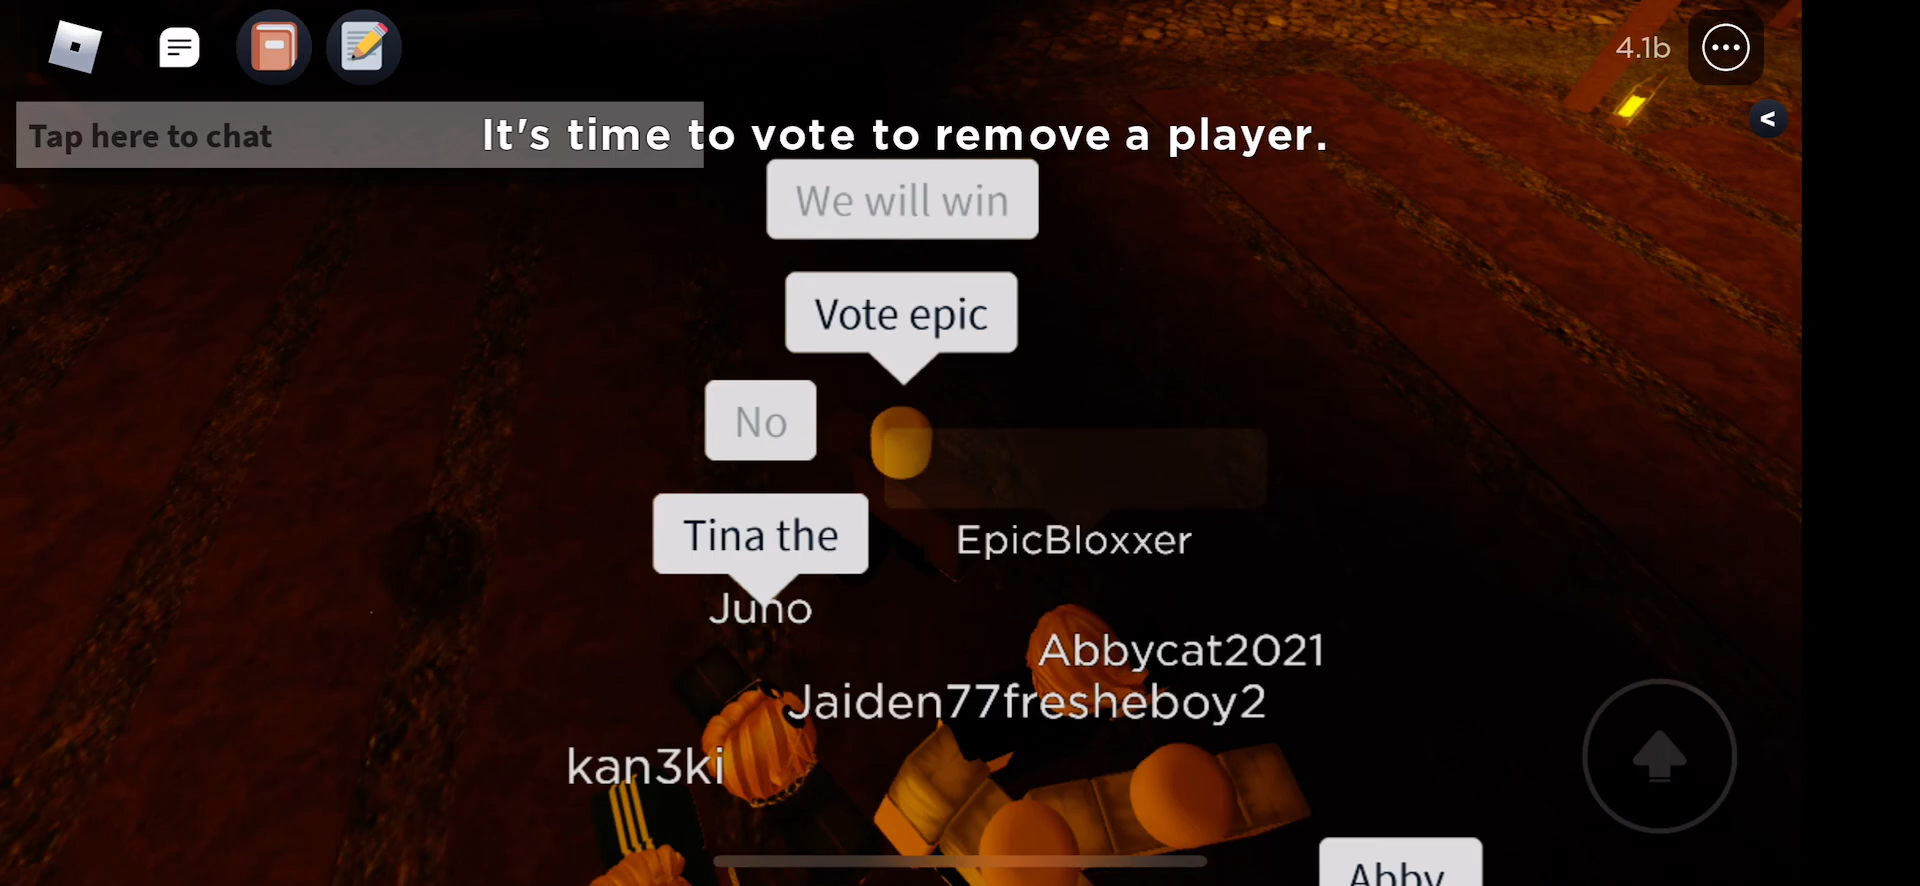 4.1b
Tap here to chat
It's time to vote to remove a player.
We will win
Vote epic
No
Tina the
EpicBloxxer
Juno
Abbycat2021
Jaiden77fresheboy2
kan3ki
Abby